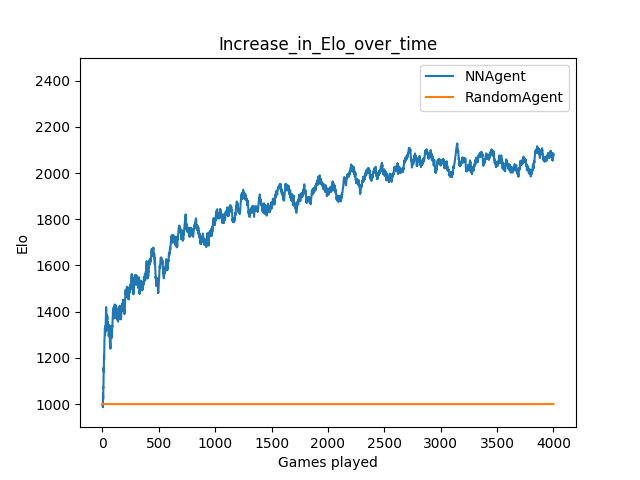 Increase_in_Elo_over_time
NNAgent
RandomAgent
2400
2200
2000
1800
1600
1400
1200
1000
Elo
0 500 1000 1500 2000 2500 3000 3500 4000
Games played